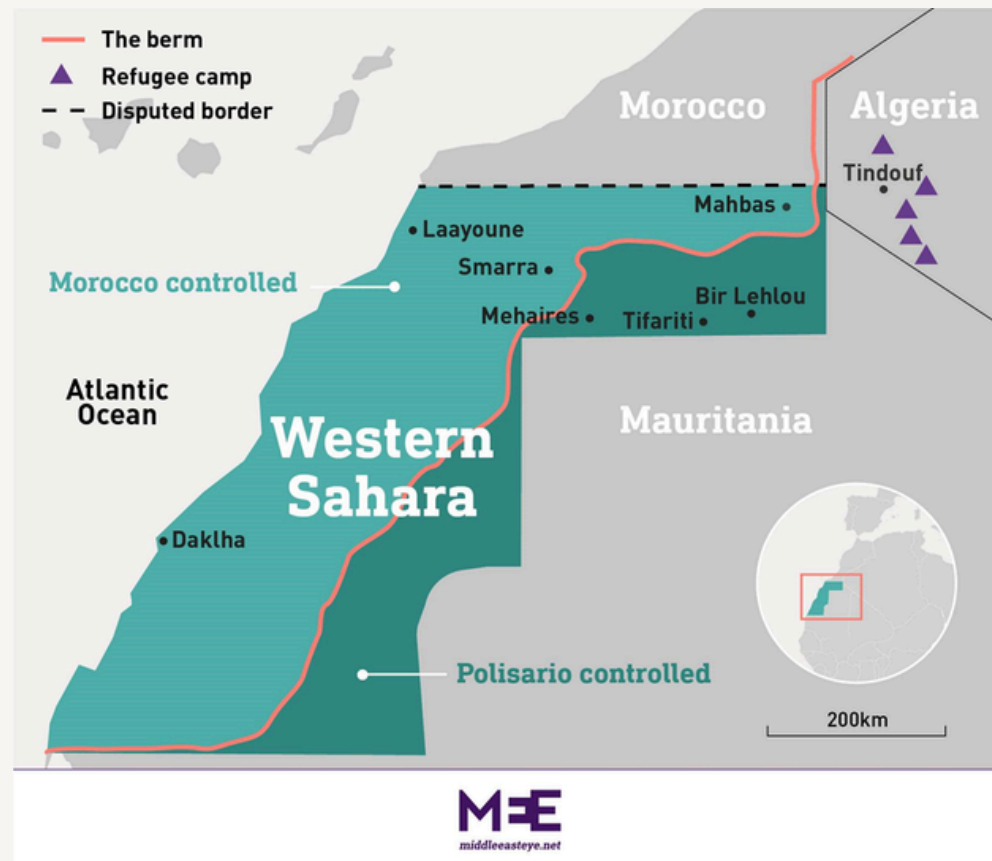 The berm
Refugee camp
Disputed border
Morocco
Algeria
Tindouf
Mahbas
Laayoune
Smarra
Morocco controlled
Bir Lehlou
Mehaires
Tifariti
Atlantic
Ocean
Mauritania
Western
Sahara
Daklha
Polisario controlled
200km
MEE
middleeasteye.net